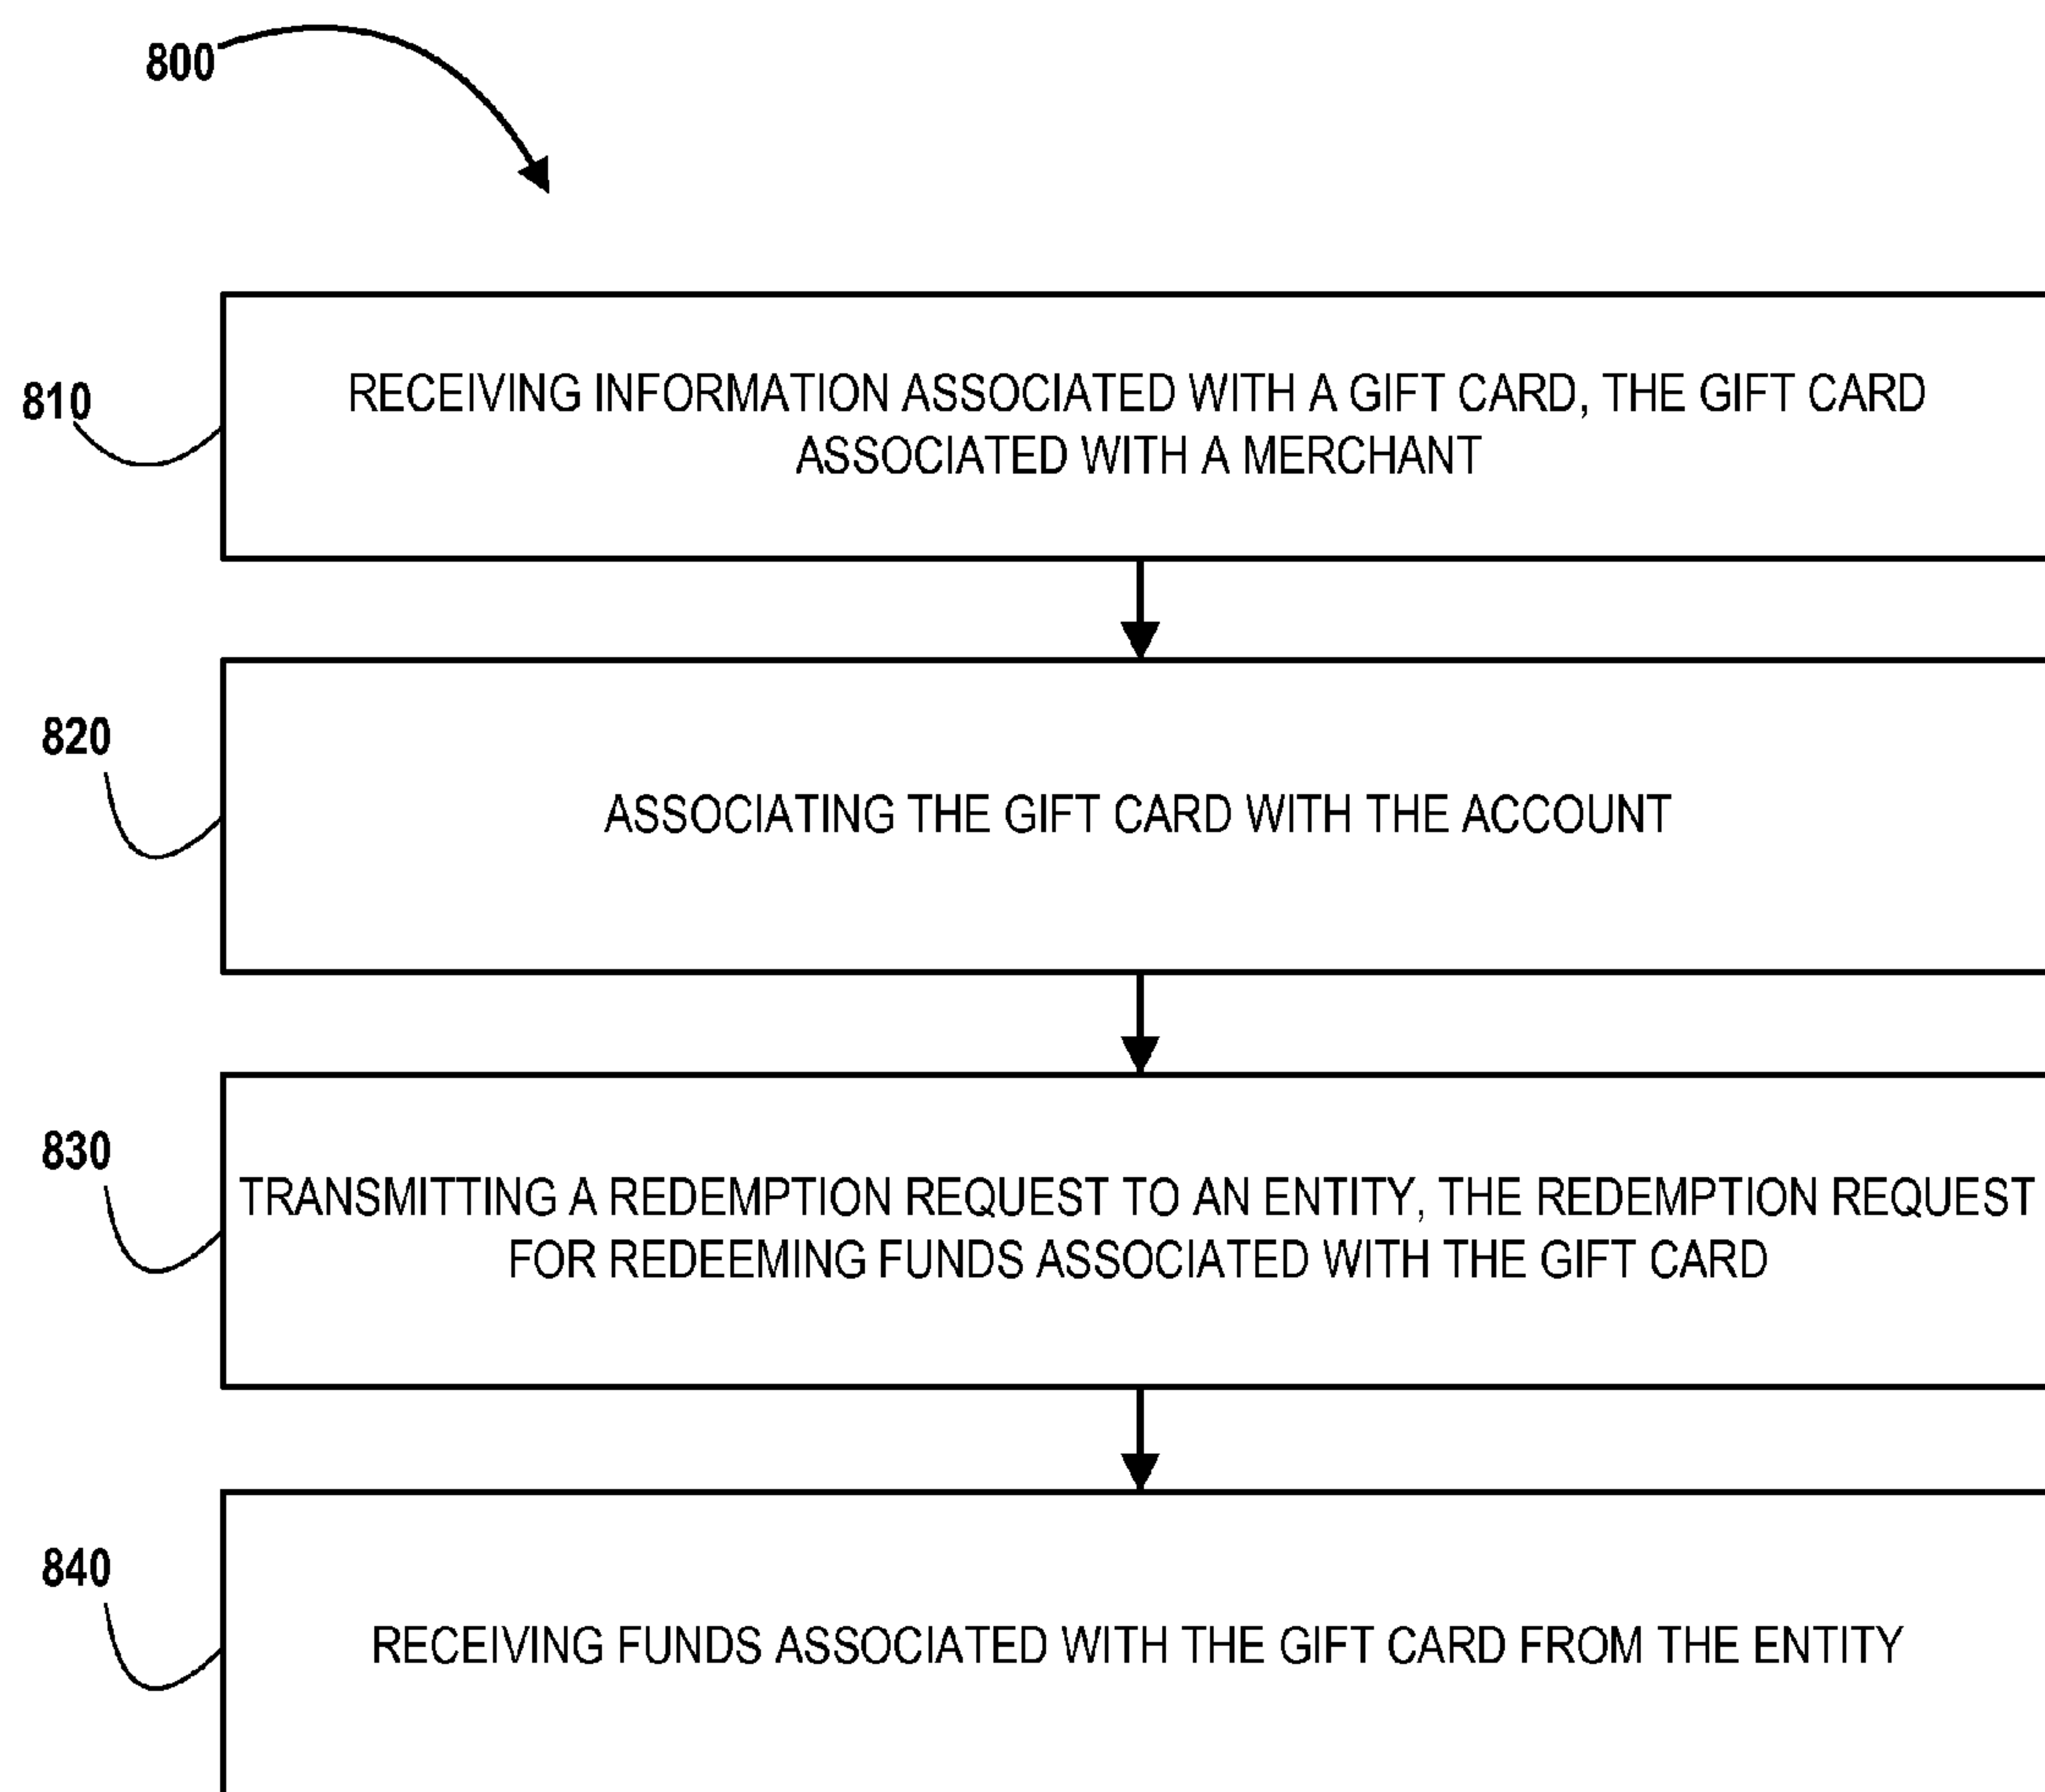 800
810
RECEIVING INFORMATION ASSOCIATED WITH A GIFT CARD, THE GIFT CARD
ASSOCIATED WITH A MERCHANT
820
ASSOCIATING THE GIFT CARD WITH THE ACCOUNT
830
TRANSMITTING A REDEMPTION REQUEST TO AN ENTITY, THE REDEMPTION REQUEST
FOR REDEEMING FUNDS ASSOCIATED WITH THE GIFT CARD
840
RECEIVING FUNDS ASSOCIATED WITH THE GIFT CARD FROM THE ENTITY